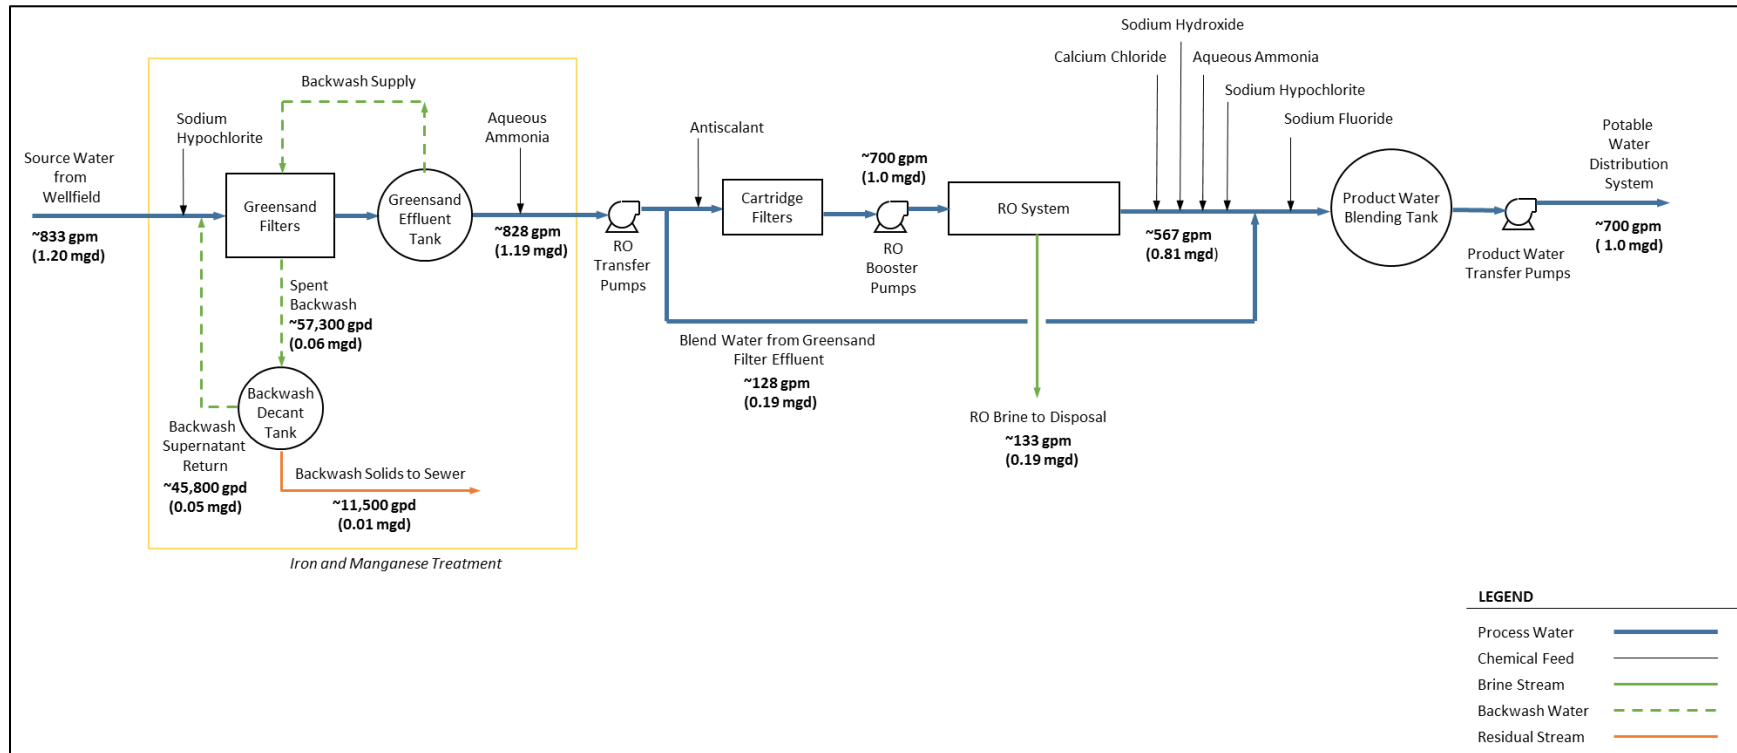 Source Water
from
Wellfield
~833 gpm
(1.20 mgd)
Sodium
Hypochlorite
Backwash Supply
Greensand
Filters
Greensand
Effluent
Tank
Aqueous
Ammonia
~828 gpm
(1.19 mgd)
Spent
Backwash
~57,300 gpd
(0.06 mgd)
Backwash
Decant
Tank
Backwash
Supernatant
Return
~45,800 gpd
(0.05 mgd)
Backwash Solids to Sewer
~11,500 gpd
(0.01 mgd)
Iron and Manganese Treatment
RO
Transfer
Pumps
Antiscalant
Cartridge
Filters
~700 gpm
(1.0 mgd)
RO
Booster
Pumps
RO System
Blend Water from Greensand
Filter Effluent
~128 gpm
(0.19 mgd)
RO Brine to Disposal
~133 gpm
(0.19 mgd)
Sodium Hydroxide
Calcium Chloride
Aqueous Ammonia
Sodium Hypochlorite
Sodium Fluoride
~567 gpm
(0.81 mgd)
Product Water
Blending Tank
Product Water
Transfer Pumps
Potable
Water
Distribution
System
~700 gpm
( 1.0 mgd)
LEGEND
Process Water
Chemical Feed
Brine Stream
Backwash Water
Residual Stream